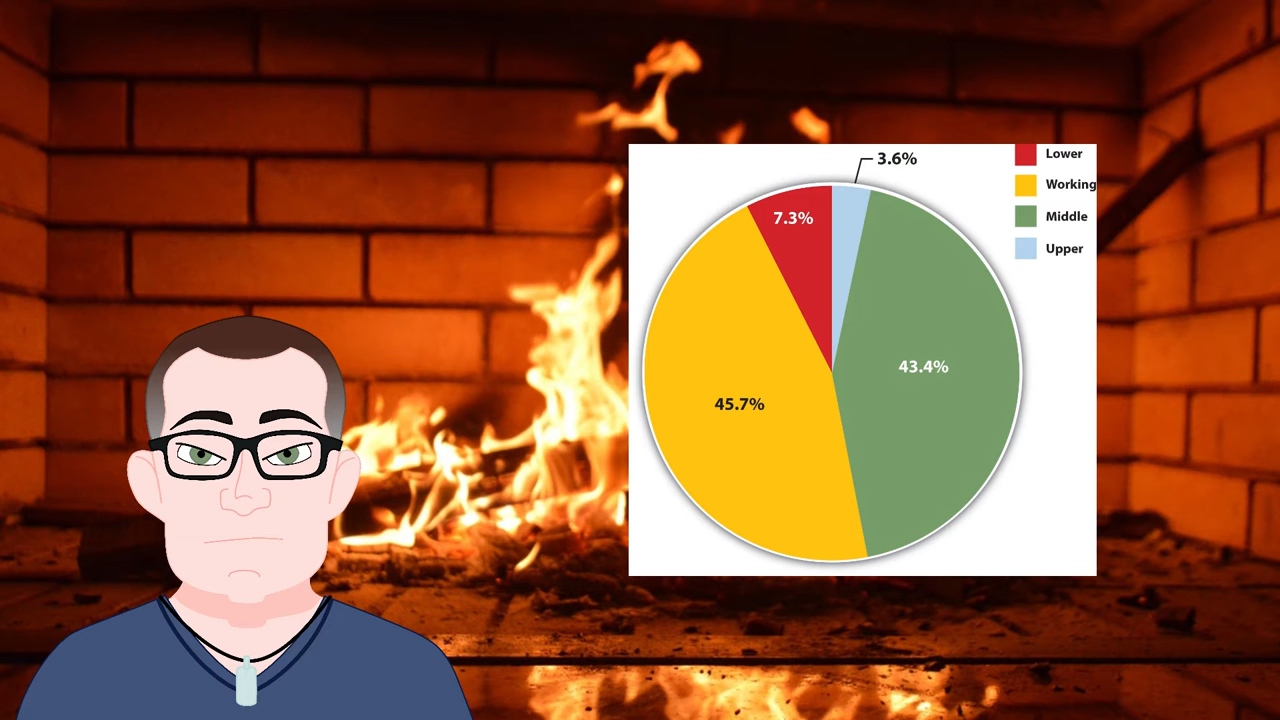 3.6%
Lower
Working
Middle
Upper
7.3%
43.4%
45.7%